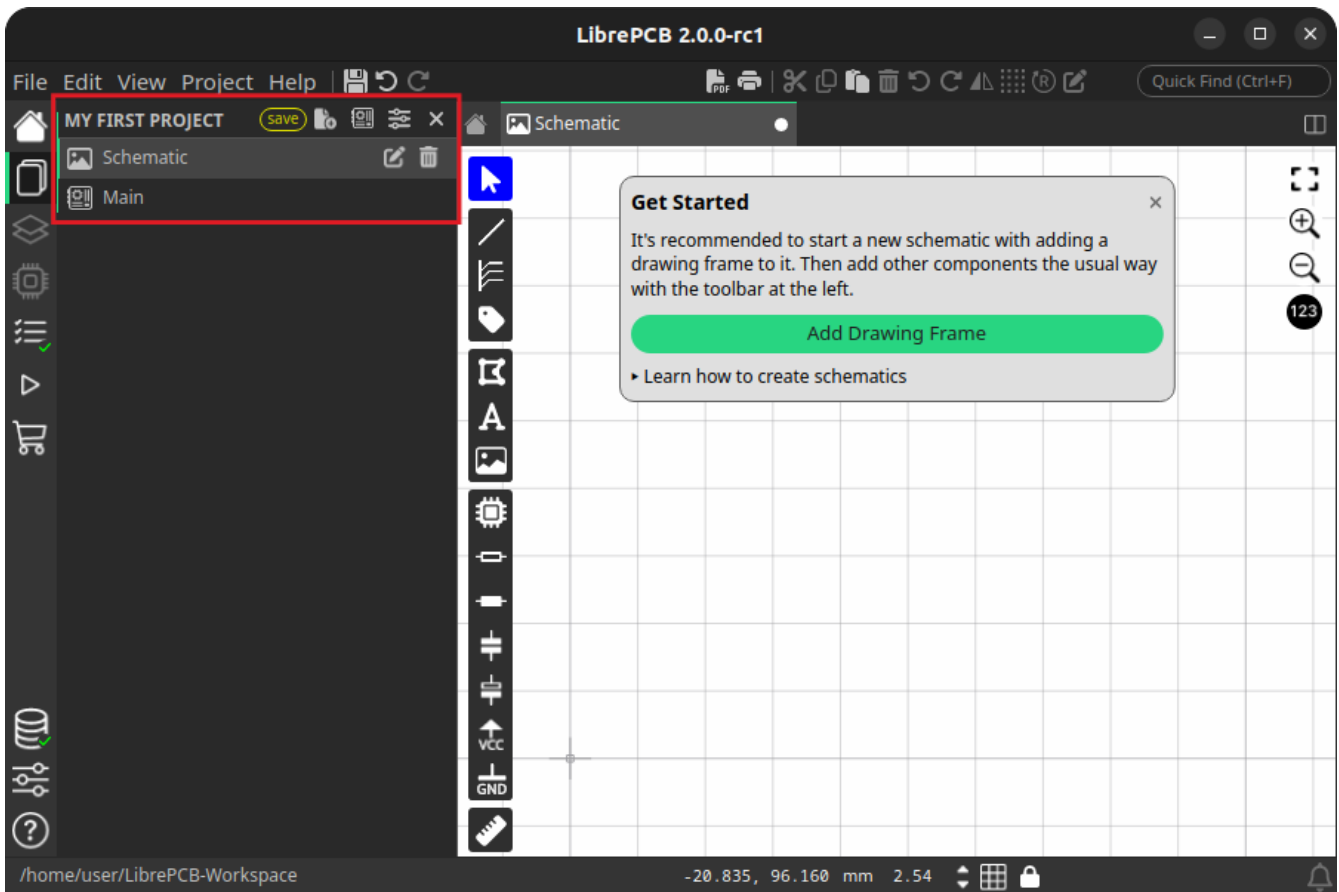 LibrePCB 2.0.0-rc1
File Edit View Project Help
PDF
R
Quick Find (Ctrl+F)
MY FIRST PROJECT save
Schematic
Schematic
Main
Get Started
It's recommended to start a new schematic with adding a
drawing frame to it. Then add other components the usual way
with the toolbar at the left.
Add Drawing Frame
Learn how to create schematics
123
A
VCC
GND
/home/user/LibrePCB-Workspace
-20.835, 96.160 mm 2.54